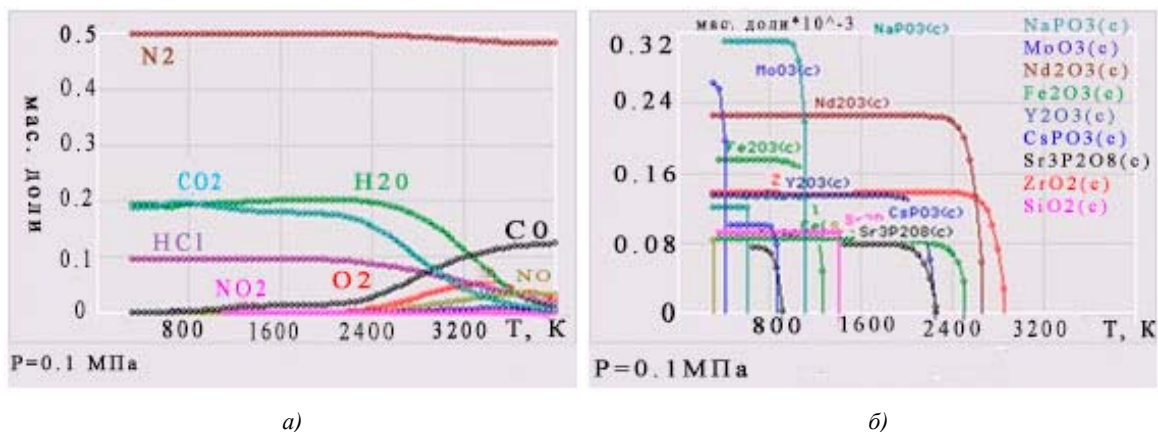 0.5
N2
0.4
0.3
мас. доли
0.2
CO2
H2O
HCl
0.1
NO2
O2
CO
NO
0
800
1600
2400
3200
T, K
P=0.1 МПа
а)
мас. доли*10^-3
0.32
0.24
0.16
0.08
0
NaPO3(c)
MoO3(c)
Nd2O3(c)
Fe2O3(c)
Y2O3(c)
CsPO3(c)
Sr3P2O8(c)
800
1600
2400
3200
T, K
NaPO3(c)
MoO3(c)
Nd2O3(c)
Fe2O3(c)
Y2O3(c)
CsPO3(c)
Sr3P2O8(c)
ZrO2(c)
SiO2(c)
P=0.1МПа
б)